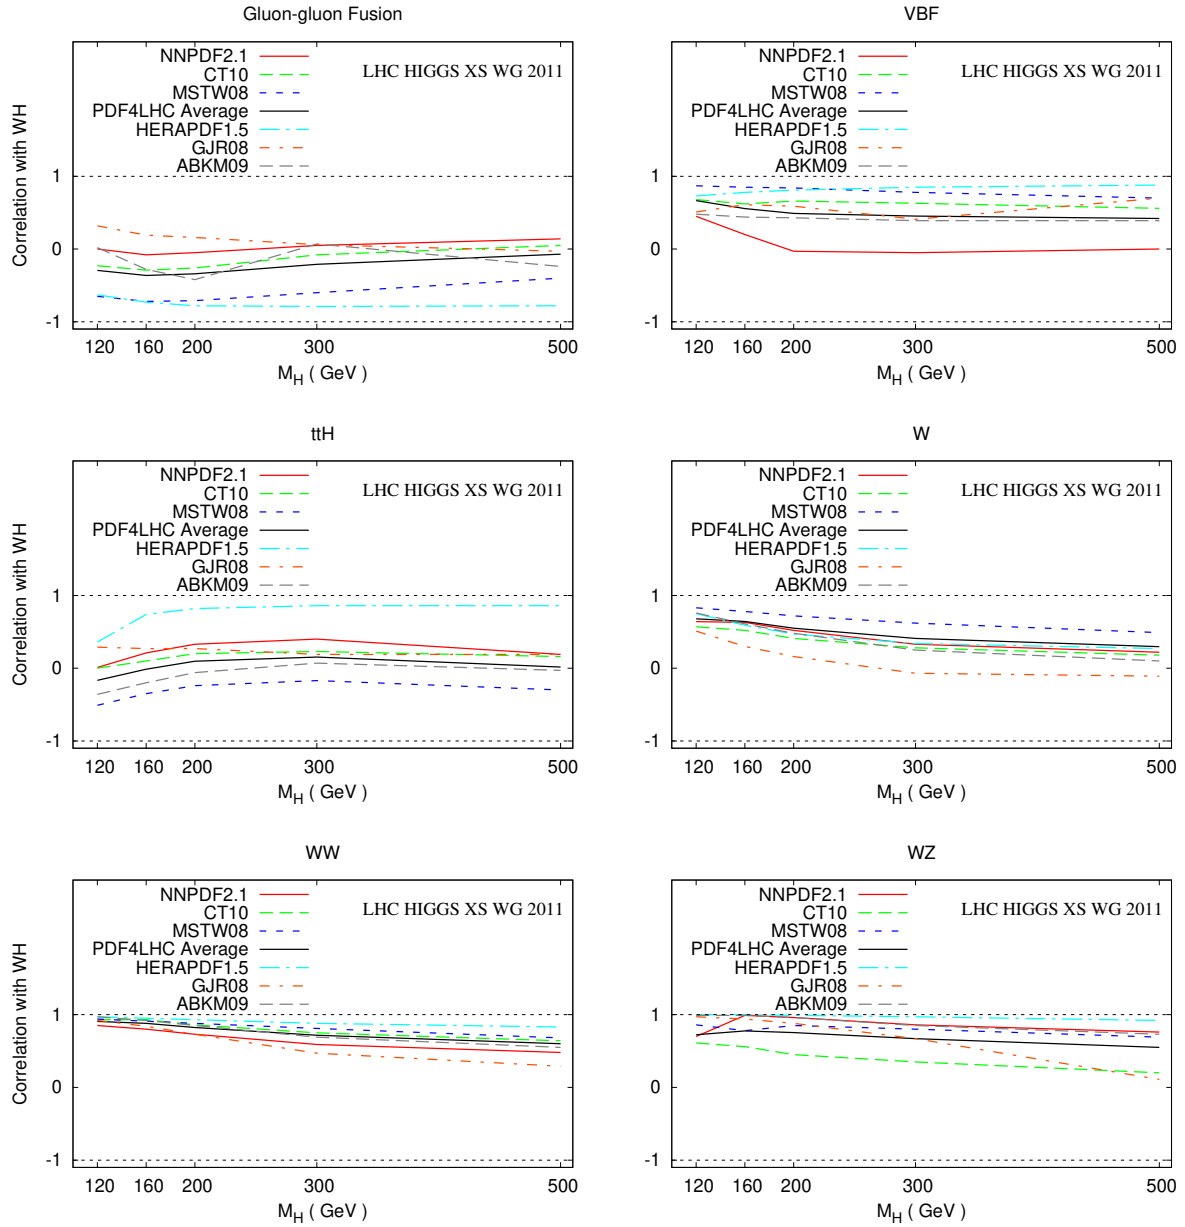 Gluon-gluon Fusion
NNPDF2.1
CT10
MSTW08
PDF4LHC Average
HERAPDF1.5
GJR08
ABKM09
LHC HIGGS XS WG 2011
Correlation with WH
1
0
-1
120 160 200 300 500
M_H ( GeV )
VBF
NNPDF2.1
CT10
MSTW08
PDF4LHC Average
HERAPDF1.5
GJR08
ABKM09
LHC HIGGS XS WG 2011
1
0
-1
120 160 200 300 500
M_H ( GeV )
ttH
NNPDF2.1
CT10
MSTW08
PDF4LHC Average
HERAPDF1.5
GJR08
ABKM09
LHC HIGGS XS WG 2011
Correlation with WH
1
0
-1
120 160 200 300 500
M_H ( GeV )
W
NNPDF2.1
CT10
MSTW08
PDF4LHC Average
HERAPDF1.5
GJR08
ABKM09
LHC HIGGS XS WG 2011
1
0
-1
120 160 200 300 500
M_H ( GeV )
WW
NNPDF2.1
CT10
MSTW08
PDF4LHC Average
HERAPDF1.5
GJR08
ABKM09
LHC HIGGS XS WG 2011
Correlation with WH
1
0
-1
120 160 200 300 500
M_H ( GeV )
WZ
NNPDF2.1
CT10
MSTW08
PDF4LHC Average
HERAPDF1.5
GJR08
ABKM09
LHC HIGGS XS WG 2011
1
0
-1
120 160 200 300 500
M_H ( GeV )